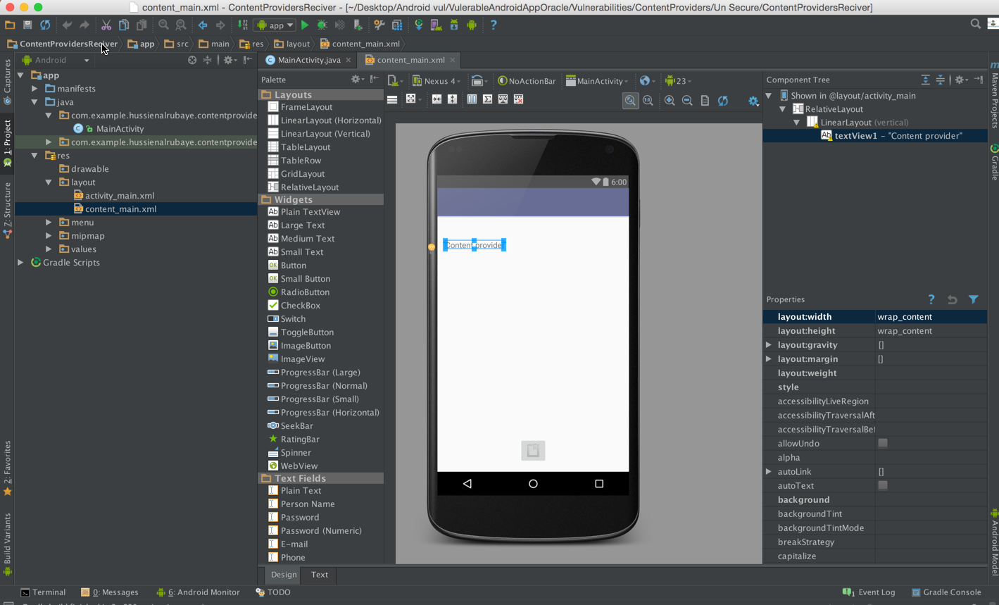 content_main.xml - ContentProvidersReciver - [~/Desktop/Android vul/VulerableAndroidAppOracle/Vulnerabilities/ContentProviders/Un Secure/ContentProvidersReciver]
app
ContentProvidersReciver app src main res layout content_main.xml
Captures
1: Project
Z: Structure
2: Favorites
Build Variants
Android
app
manifests
java
com.example.hussienalrubaye.contentprovide
MainActivity
com.example.hussienalrubaye.contentprovide
res
drawable
layout
activity_main.xml
content_main.xml
menu
mipmap
values
Gradle Scripts
MainActivity.java content_main.xml
Palette
Layouts
FrameLayout
LinearLayout (Horizontal)
LinearLayout (Vertical)
TableLayout
TableRow
GridLayout
RelativeLayout
Widgets
Ab Plain TextView
Ab Large Text
Ab Medium Text
Ab Small Text
OK Button
OK Small Button
RadioButton
CheckBox
Switch
ToggleButton
ImageButton
ImageView
ProgressBar (Large)
ProgressBar (Normal)
ProgressBar (Small)
ProgressBar (Horizontal)
SeekBar
RatingBar
Spinner
WebView
Text Fields
Plain Text
Person Name
Password
Password (Numeric)
E-mail
Phone
Nexus 4 NoActionBar MainActivity 23
6:00
Content provider
Design Text
Component Tree
Shown in @layout/activity_main
RelativeLayout
LinearLayout (vertical)
Ab textView1 - "Content provider"
Properties
layout:width wrap_content
layout:height wrap_content
layout:gravity []
layout:margin []
layout:weight
style
accessibilityLiveRegion
accessibilityTraversalAft
accessibilityTraversalBef
allowUndo
alpha
autoLink []
autoText
background
backgroundTint
backgroundTintMode
breakStrategy
capitalize
Maven Projects
Gradle
Android Model
Terminal 0: Messages 6: Android Monitor TODO 1 Event Log Gradle Console